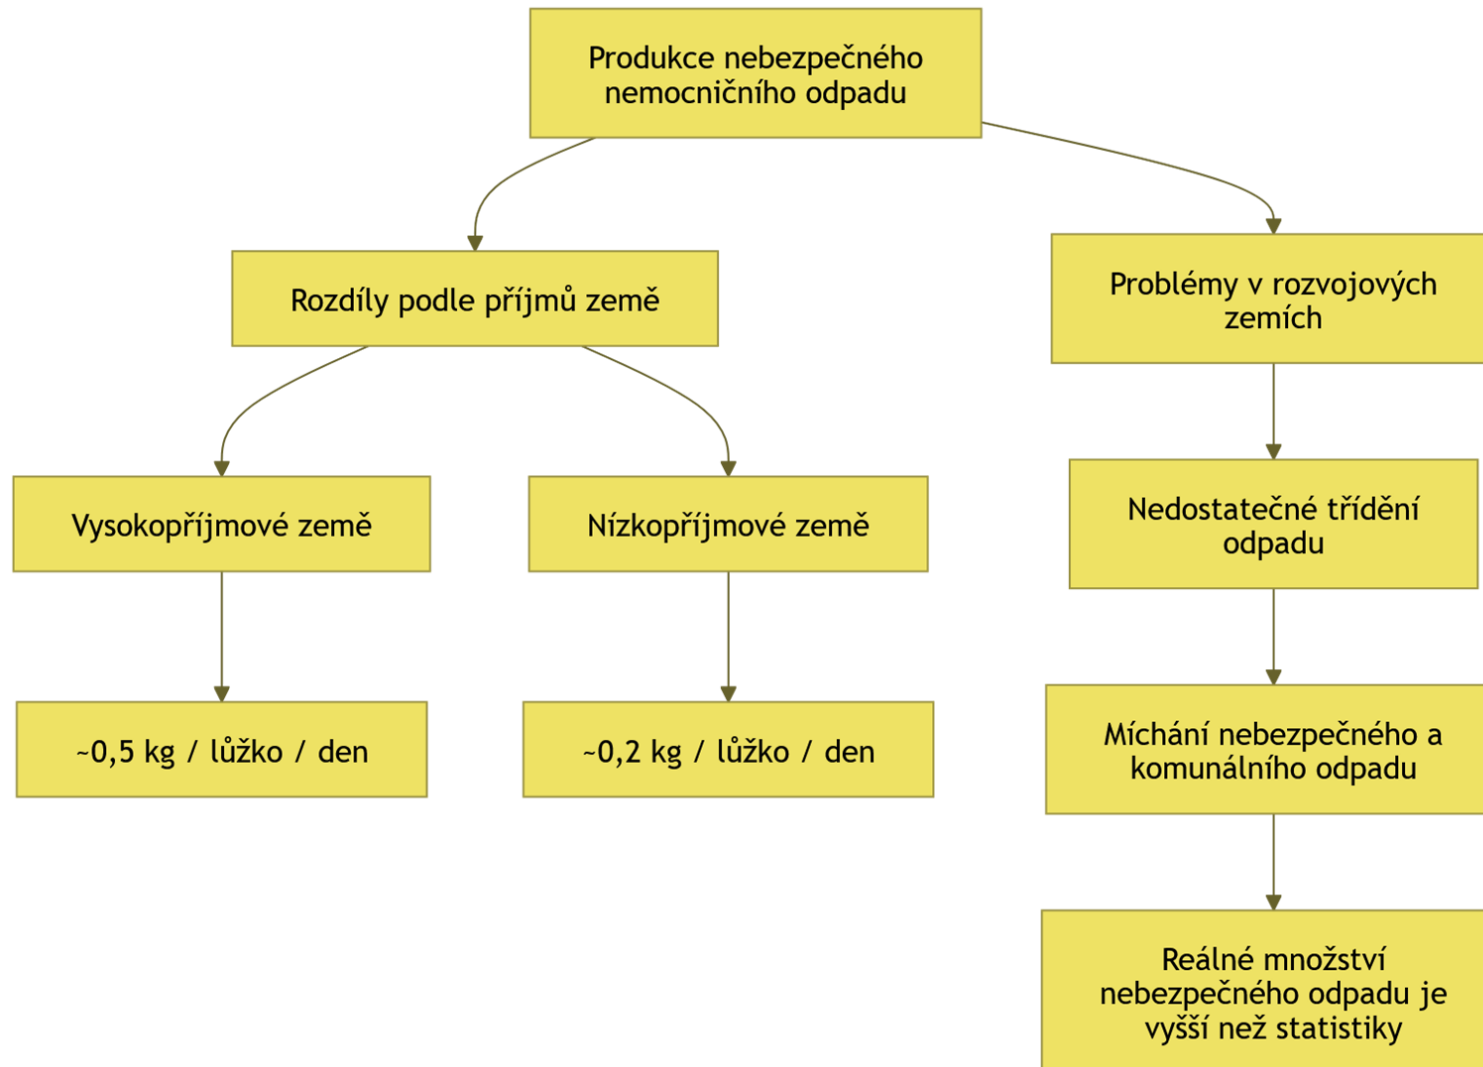 Produkce nebezpečného
nemocničního odpadu
Rozdíly podle příjmů země
Problémy v rozvojových
zemích
Vysokopříjmové země
Nízkopříjmové země
Nedostatečné třídění
odpadu
~0,5 kg / lůžko / den
~0,2 kg / lůžko / den
Míchání nebezpečného a
komunálního odpadu
Reálné množství
nebezpečného odpadu je
vyšší než statistiky